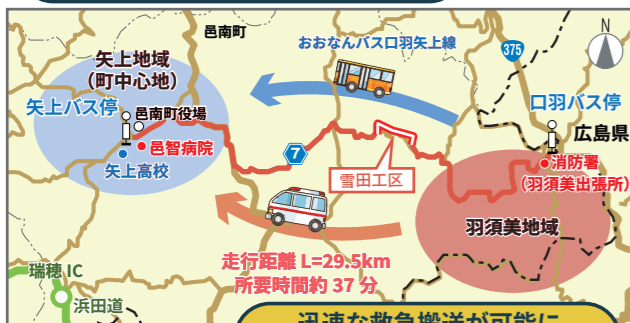 邑南町
矢上地域
(町中心地)
矢上バス停
邑南町役場
邑智病院
矢上高校
おおなんバス口羽矢上線
375
N
口羽バス停
広島県
消防署
(羽須美出張所)
7
雪田工区
羽須美地域
走行距離 L=29.5km
所要時間約 37 分
瑞穂 IC
浜田道
迅速な救急搬送が可能に